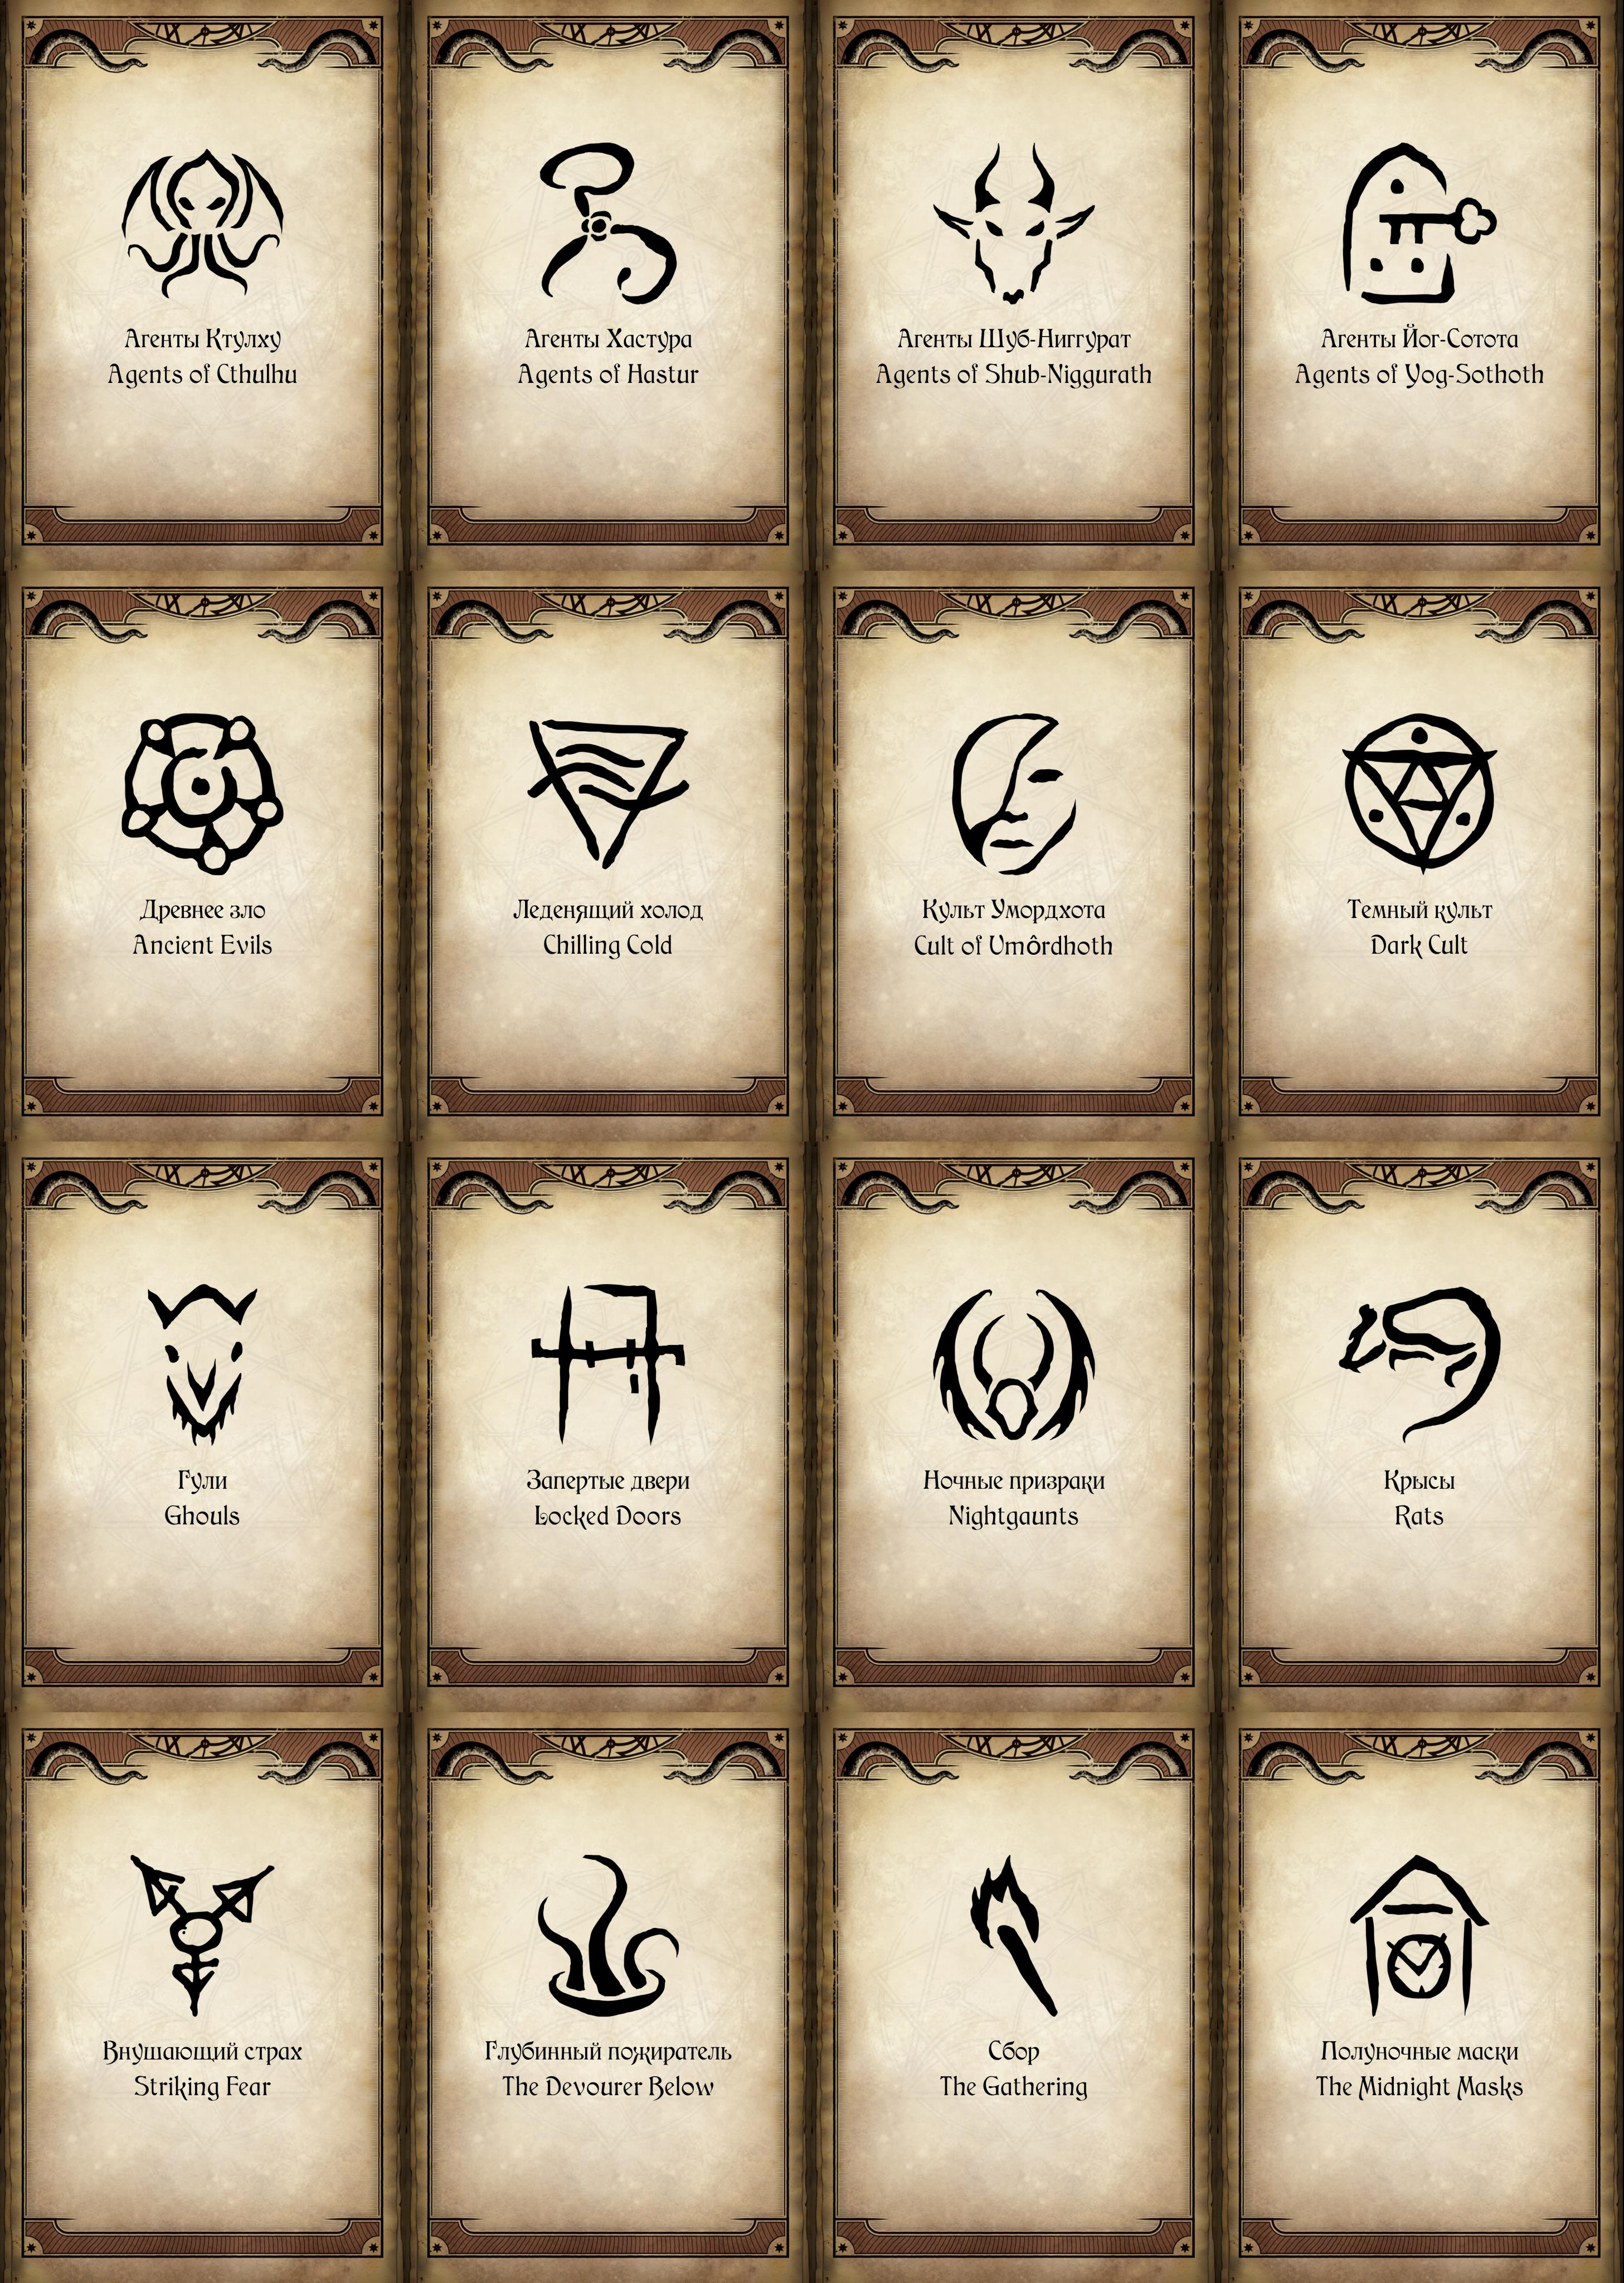 Агенты Ктулху
Agents of Cthulhu
Агенты Хастура
Agents of Hastur
Агенты Шуб-Ниггурат
Agents of Shub-Niggurath
Агенты Йог-Сотота
Agents of Yog-Sothoth
Древнее зло
Ancient Evils
Леденящий холод
Chilling Cold
Культ Умордхота
Cult of Umôrdhoth
Темный культ
Dark Cult
Гули
Ghouls
Запертые двери
Locked Doors
Ночные призраки
Nightgaunts
Крысы
Rats
Внушающий страх
Striking Fear
Глубинный пожиратель
The Devourer Below
Сбор
The Gathering
Полуночные маски
The Midnight Masks